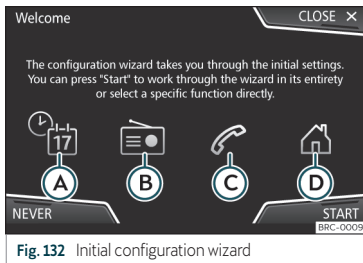 Welcome
CLOSE ×
The configuration wizard takes you through the initial settings.
You can press "Start" to work through the wizard in its entirety
or select a specific function directly.
17
A
B
C
D
NEVER
START
BRC-0009
Fig. 132 Initial configuration wizard